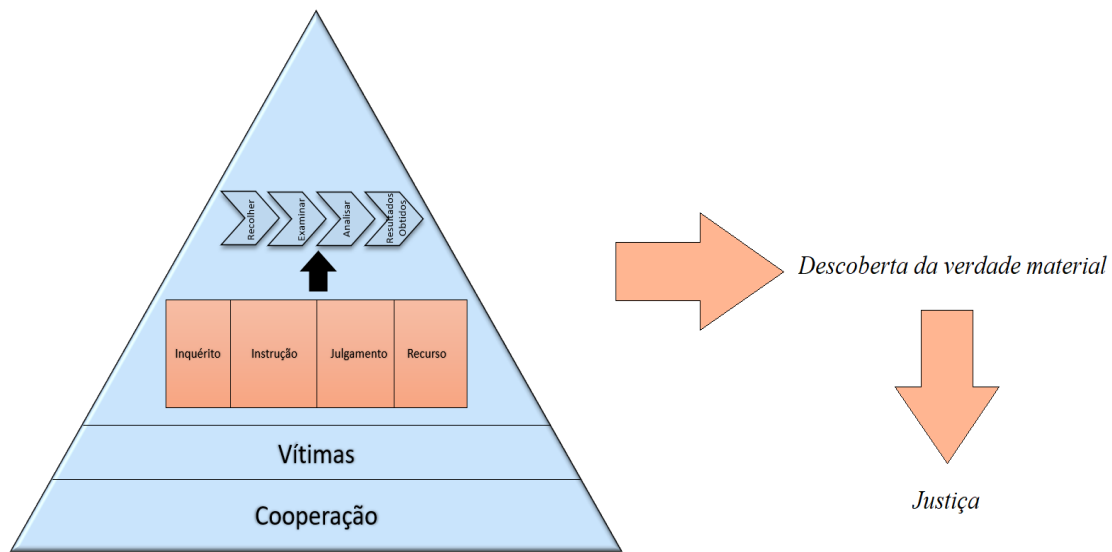 Recolher
Examinar
Analisar
Resultados
Obtidos
Inquérito
Instrução
Julgamento
Recurso
Vítimas
Cooperação
Descoberta da verdade material
Justiça